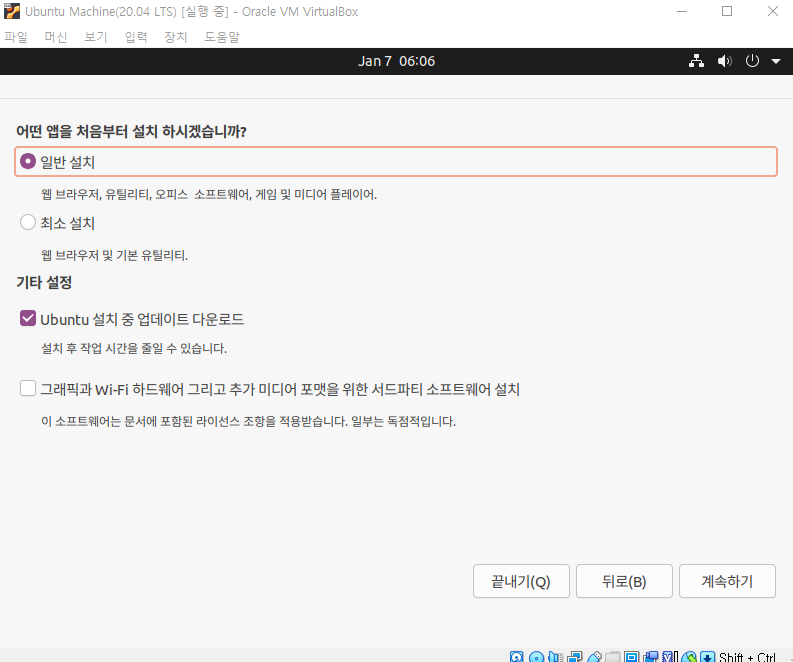 Ubuntu Machine(20.04 LTS) [실행 중] - Oracle VM VirtualBox
파일 머신 보기 입력 장치 도움말
Jan 7 06:06
어떤 앱을 처음부터 설치 하시겠습니까?
일반 설치
웹 브라우저, 유틸리티, 오피스 소프트웨어, 게임 및 미디어 플레이어.
최소 설치
웹 브라우저 및 기본 유틸리티.
기타 설정
Ubuntu 설치 중 업데이트 다운로드
설치 후 작업 시간을 줄일 수 있습니다.
그래픽과 Wi-Fi 하드웨어 그리고 추가 미디어 포맷을 위한 서드파티 소프트웨어 설치
이 소프트웨어는 문서에 포함된 라이선스 조항을 적용받습니다. 일부는 독점적입니다.
끝내기(Q) 뒤로(B) 계속하기
Shift + Ctrl